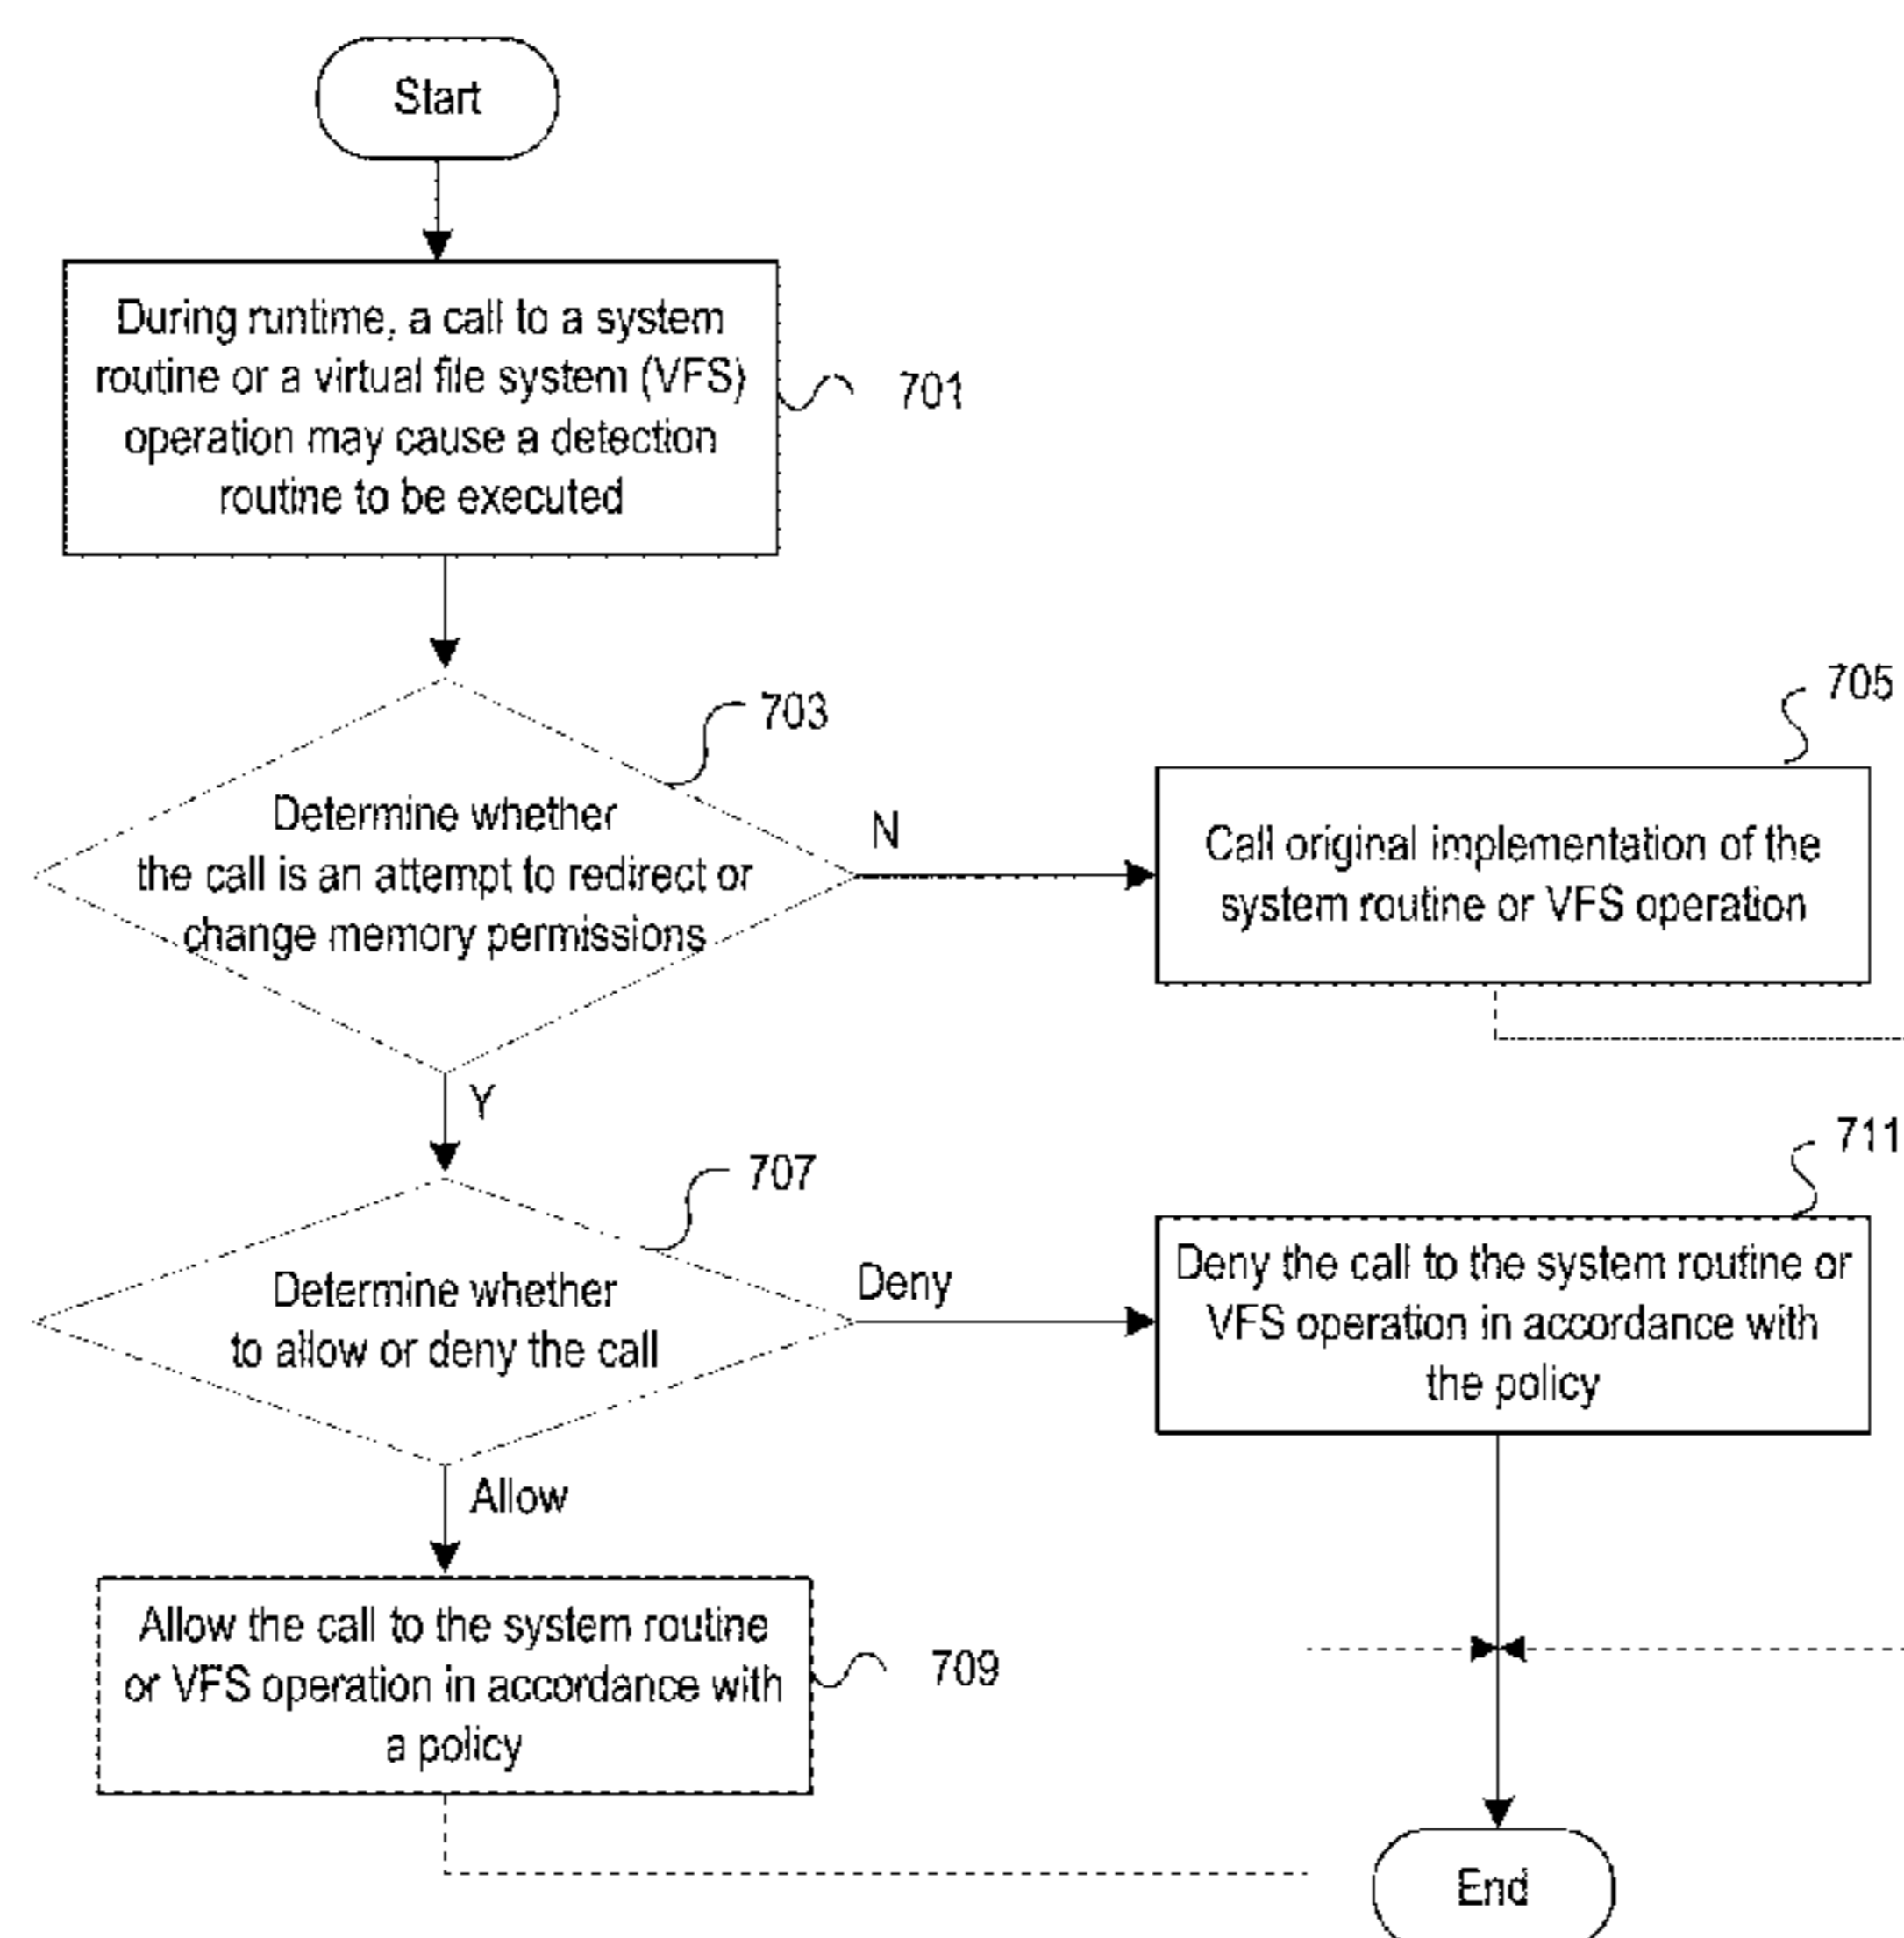 Start
During runtime, a call to a system
routine or a virtual file system (VFS)
operation may cause a detection
routine to be executed
701
703
Determine whether
the call is an attempt to redirect or
change memory permissions
N
705
Call original implementation of the
system routine or VFS operation
Y
707
Determine whether
to allow or deny the call
Deny
711
Deny the call to the system routine or
VFS operation in accordance with
the policy
Allow
Allow the call to the system routine
or VFS operation in accordance with
a policy
709
End